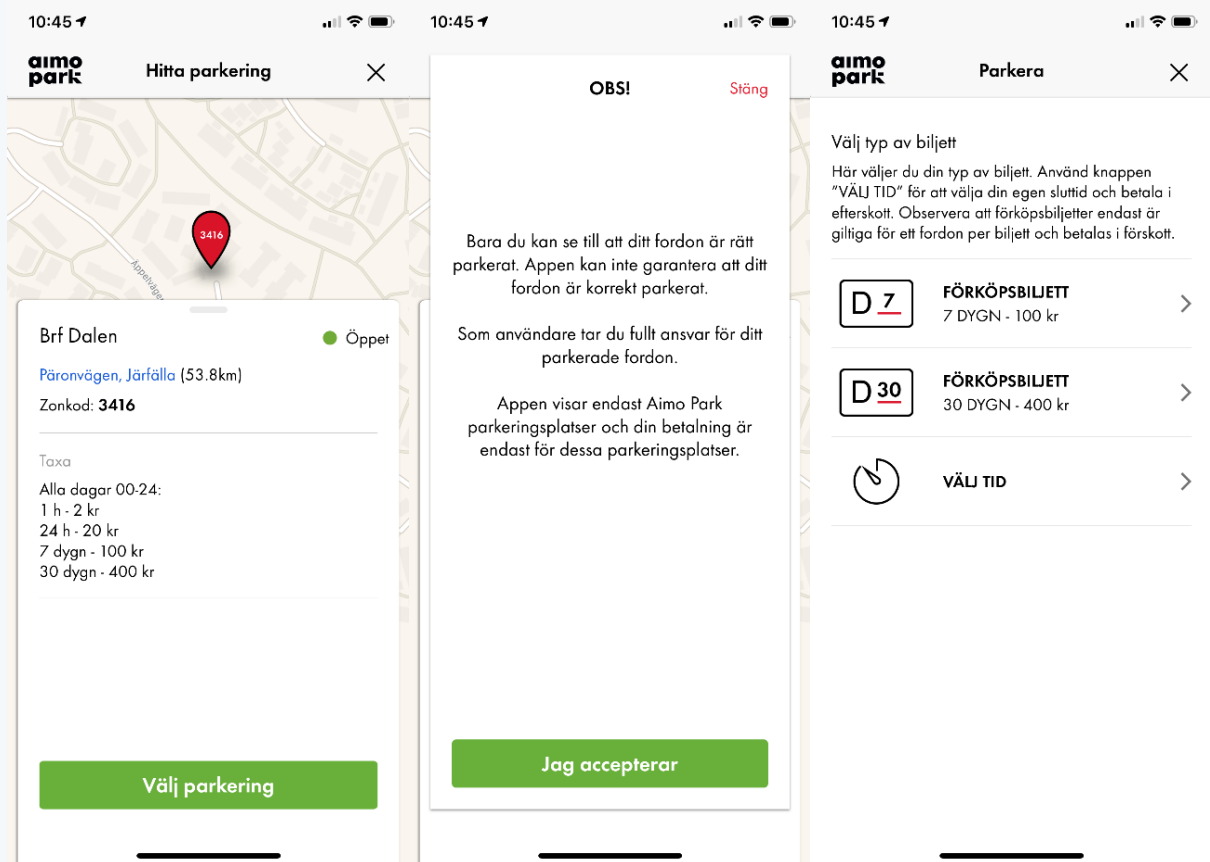 10:45
aimo
park
Hitta parkering
3416
Äppelvägen
Brf Dalen
Öppet
Päronvägen, Järfälla (53.8km)
Zonkod: 3416
Taxa
Alla dagar 00-24:
1 h - 2 kr
24 h - 20 kr
7 dygn - 100 kr
30 dygn - 400 kr
Välj parkering
10:45
OBS!
Stäng
Bara du kan se till att ditt fordon är rätt
parkerat. Appen kan inte garantera att ditt
fordon är korrekt parkerat.
Som användare tar du fullt ansvar för ditt
parkerade fordon.
Appen visar endast Aimo Park
parkeringsplatser och din betalning är
endast för dessa parkeringsplatser.
Jag accepterar
10:45
aimo
park
Parkera
Välj typ av biljett
Här väljer du din typ av biljett. Använd knappen
”VÄLJ TID” för att välja din egen sluttid och betala i
efterskott. Observera att förköpsbiljetter endast är
giltiga för ett fordon per biljett och betalas i förskott.
D 7
FÖRKÖPSBILJETT
7 DYGN - 100 kr
D 30
FÖRKÖPSBILJETT
30 DYGN - 400 kr
VÄLJ TID